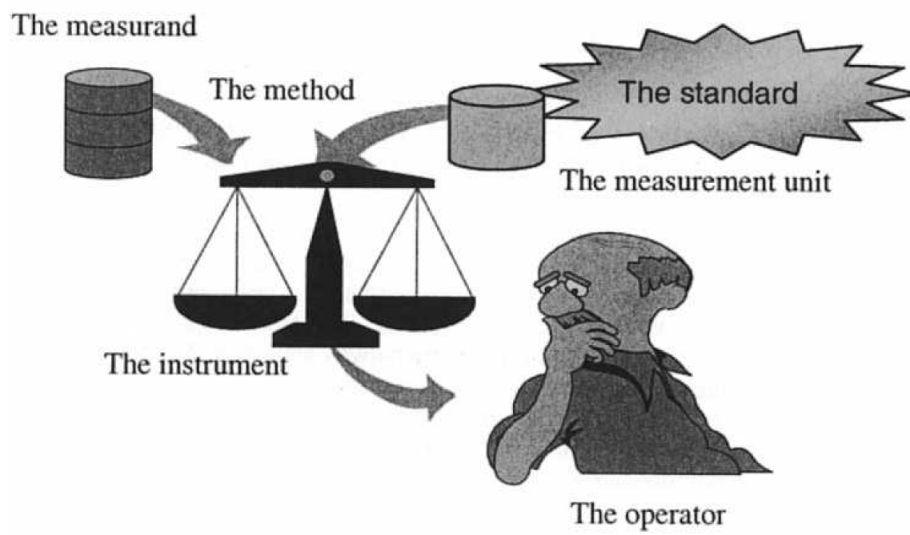 The measurand
The method
The standard
The measurement unit
The instrument
The operator